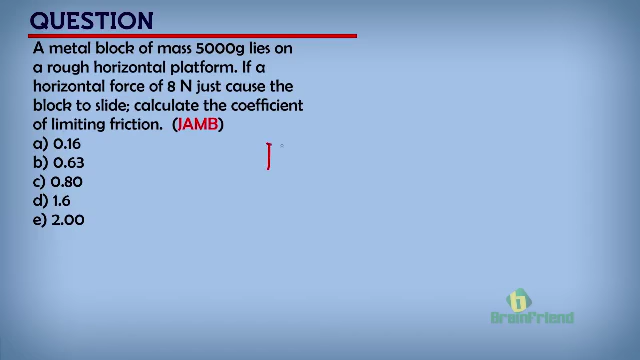 QUESTION
A metal block of mass 5000g lies on
a rough horizontal platform. If a
horizontal force of 8 N just cause the
block to slide; calculate the coefficient
of limiting friction. (JAMB)
a) 0.16
b) 0.63
c) 0.80
d) 1.6
e) 2.00
BrainFriend